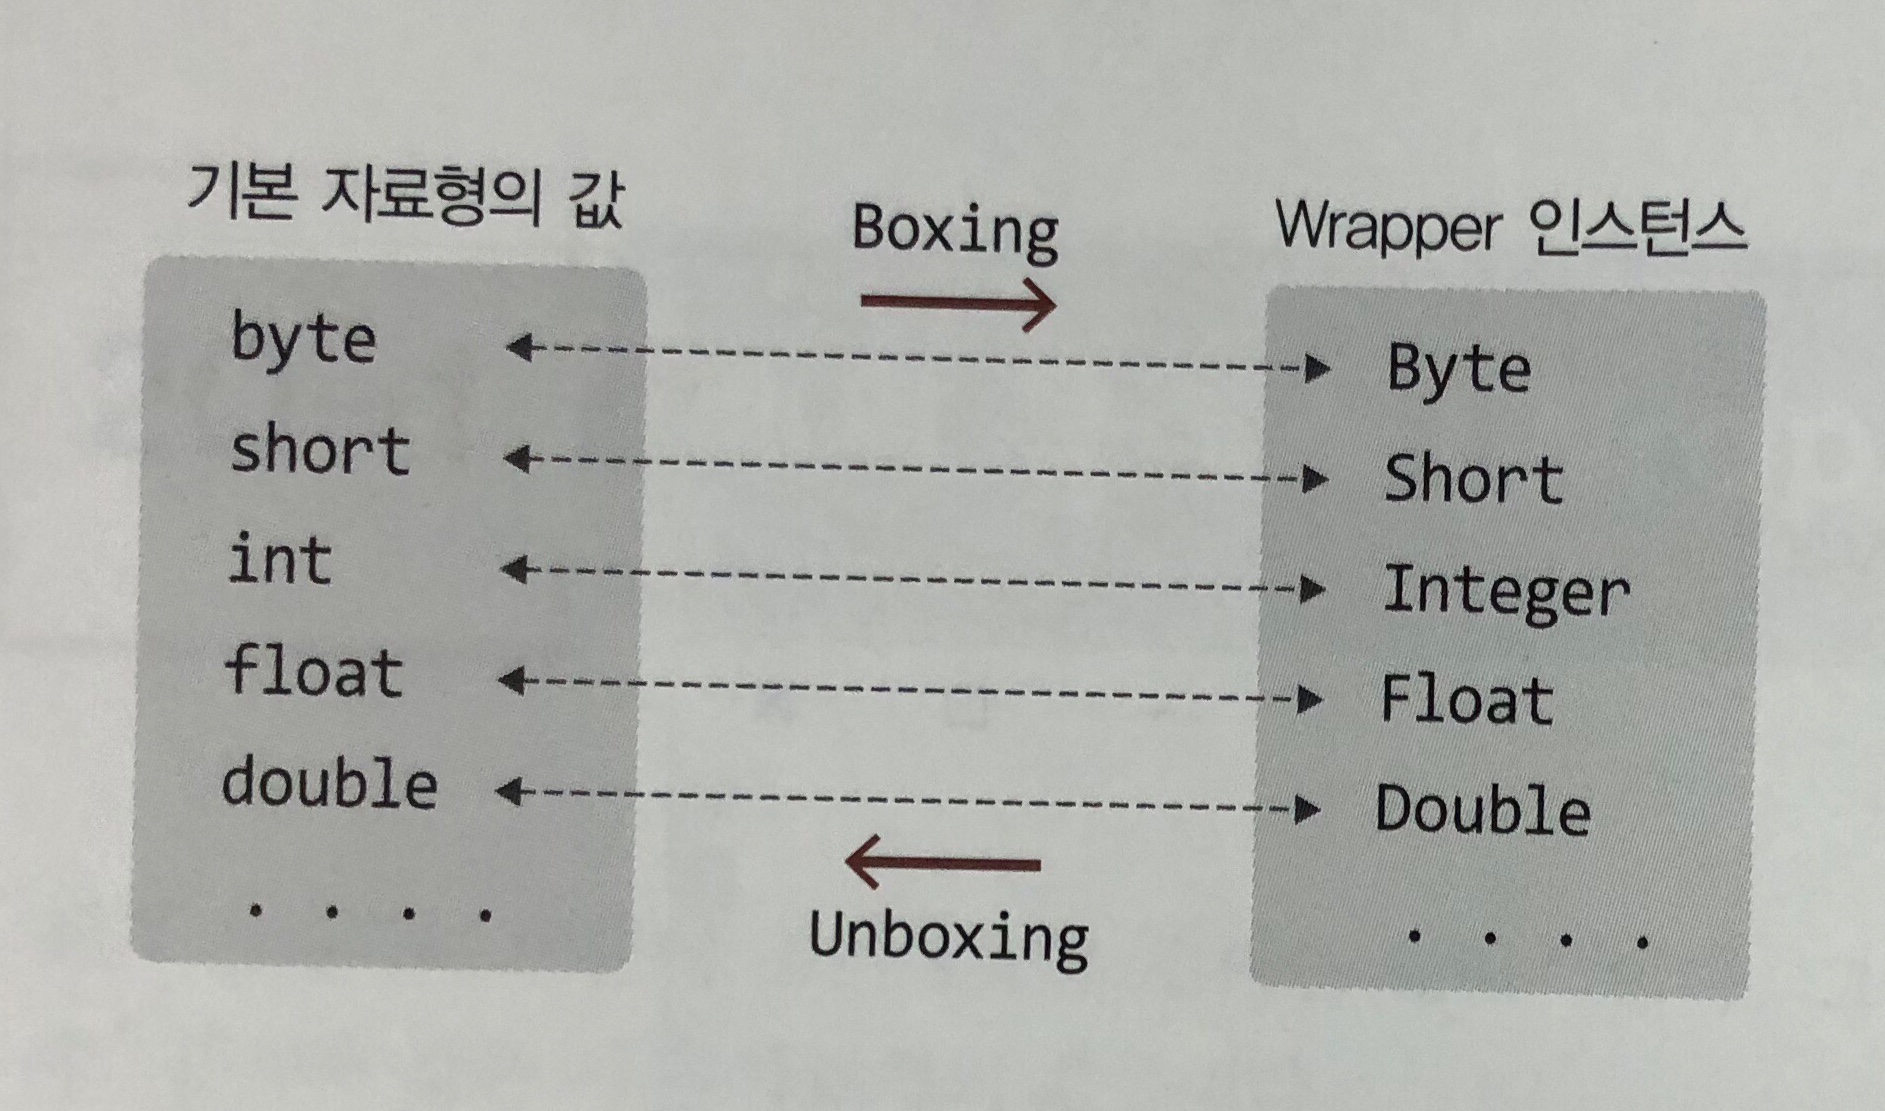 기본 자료형의 값
Boxing
Wrapper 인스턴스
byte
Byte
short
Short
int
Integer
float
Float
double
Double
. . . .
Unboxing
. . . .